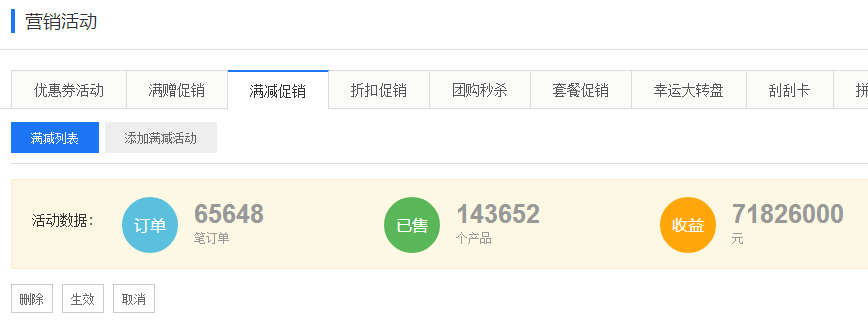 营销活动
优惠券活动 满赠促销 满减促销 折扣促销 团购秒杀 套餐促销 幸运大转盘 刮刮卡
满减列表 添加满减活动
活动数据： 订单 65648 已售 143652 收益 71826000
笔订单 个产品 元
删除 生效 取消